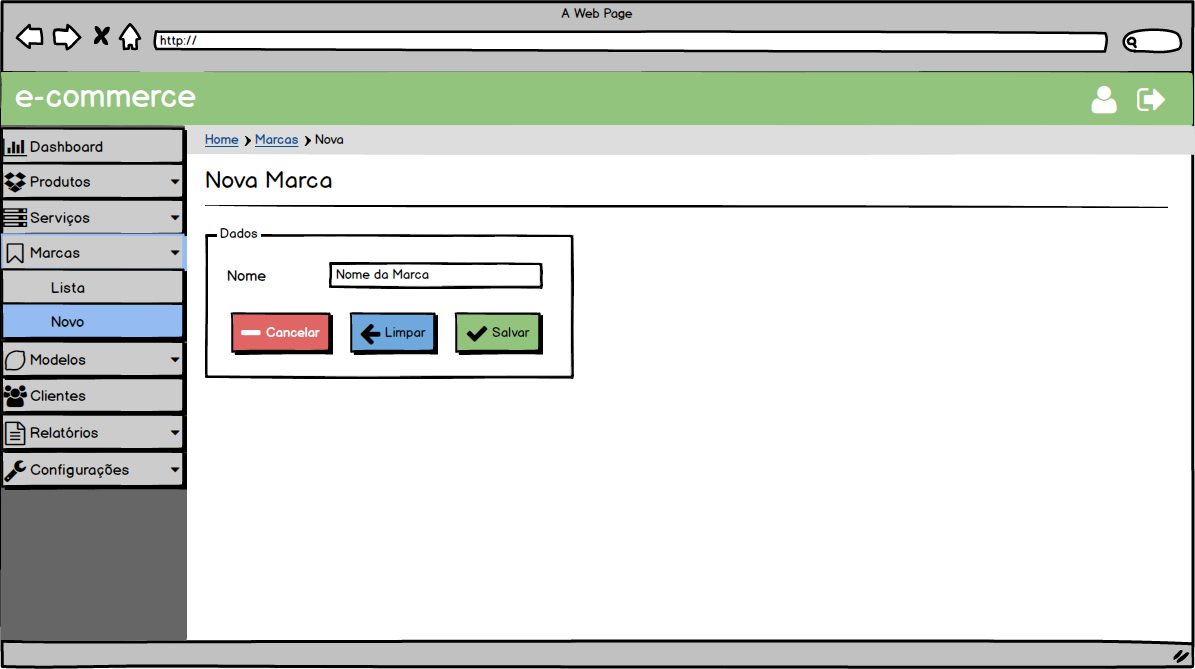 A Web Page
http://
e-commerce
Dashboard
Produtos
Serviços
Marcas
Lista
Novo
Modelos
Clientes
Relatórios
Configurações
Home Marcas Nova
Nova Marca
Dados
Nome Nome da Marca
Cancelar Limpar Salvar